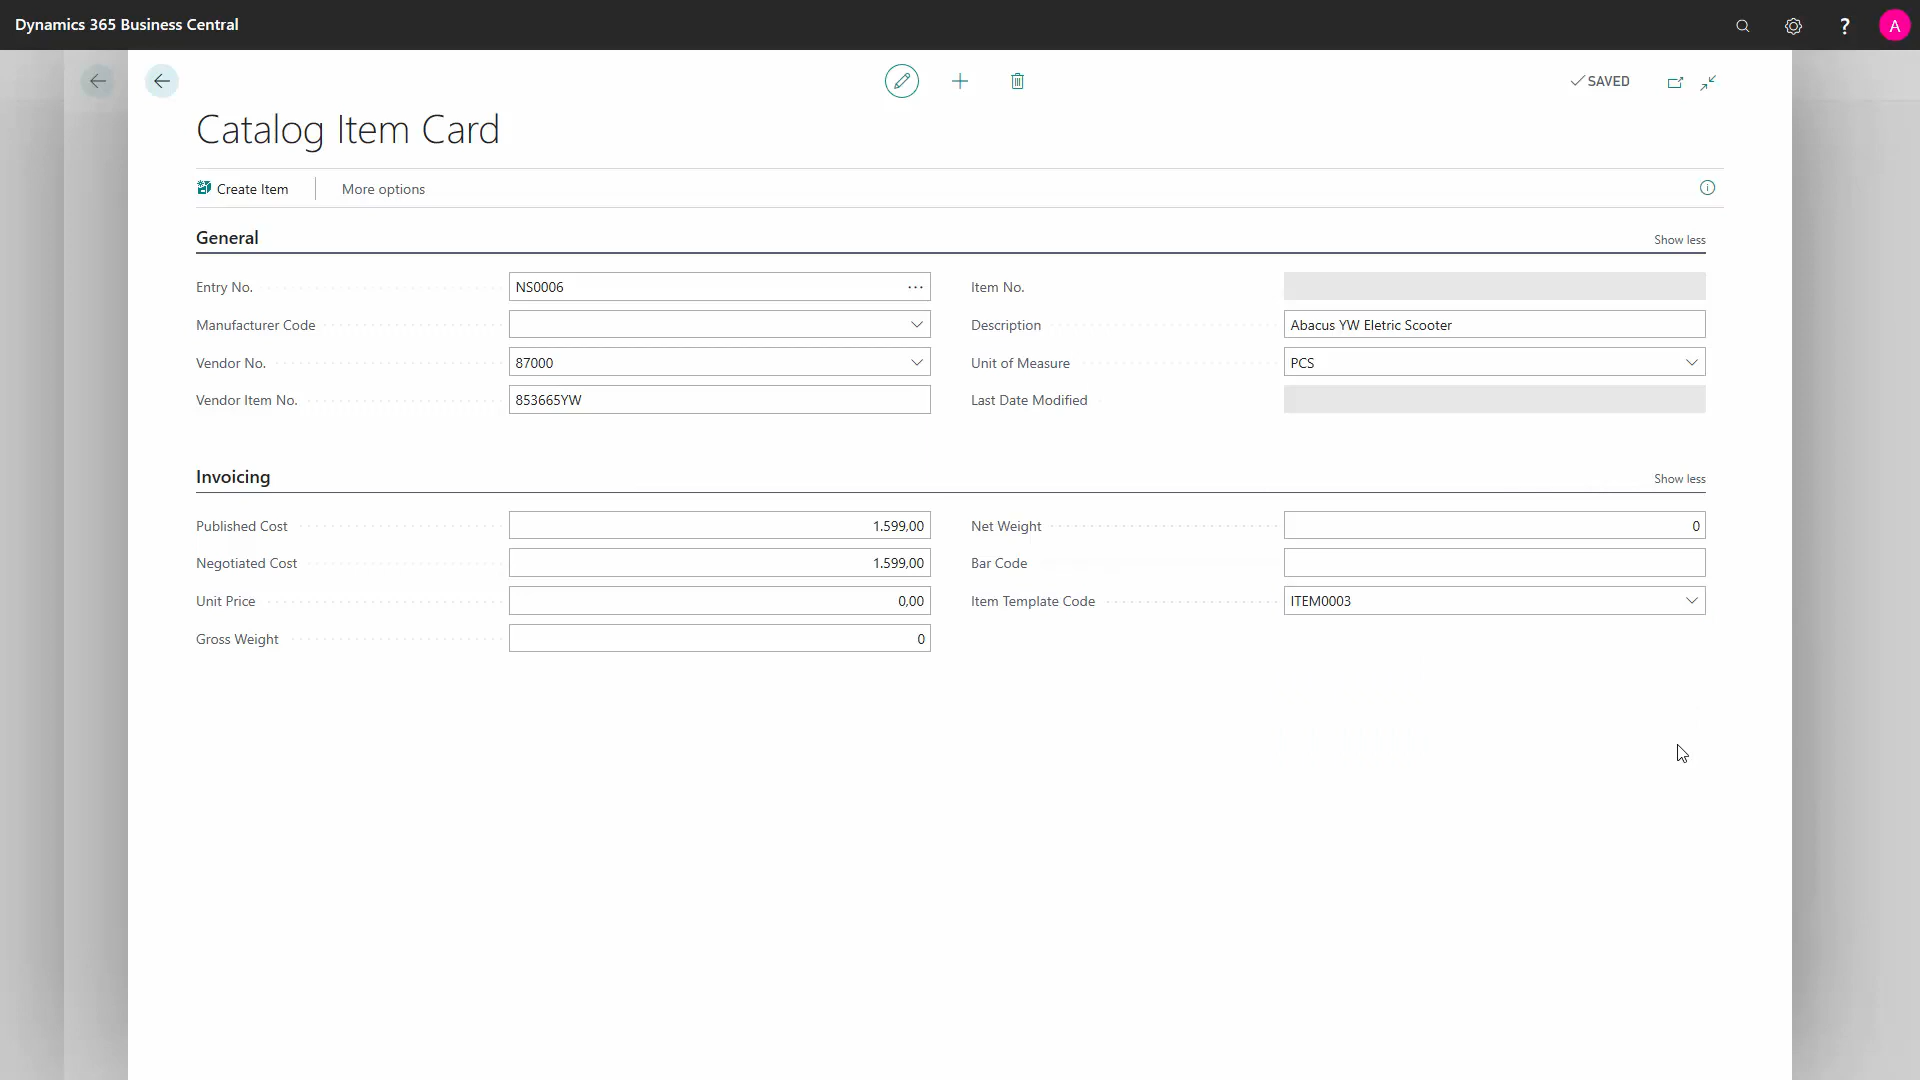 Dynamics 365 Business Central
?
A
SAVED
Catalog Item Card
Create Item
More options
General
Show less
Entry No.
NS0006
Item No.
Manufacturer Code
Description
Abacus YW Eletric Scooter
Vendor No.
87000
Unit of Measure
PCS
Vendor Item No.
853665YW
Last Date Modified
Invoicing
Show less
Published Cost
1.599,00
Net Weight
0
Negotiated Cost
1.599,00
Bar Code
Unit Price
0,00
Item Template Code
ITEM0003
Gross Weight
0